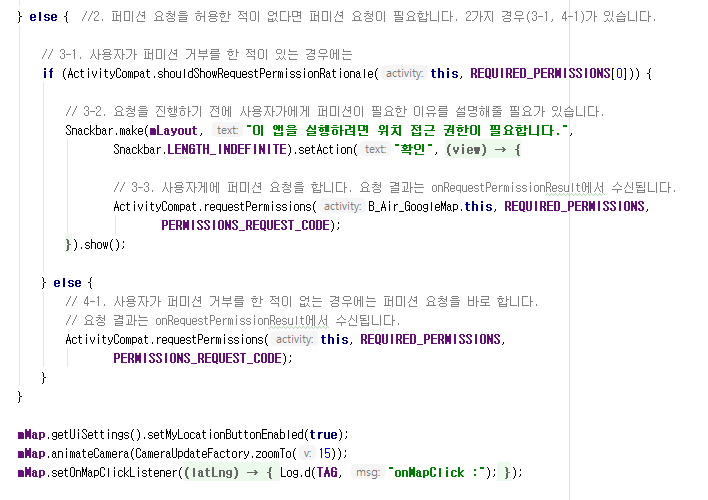 } else {  //2. 퍼미션 요청을 허용한 적이 없다면 퍼미션 요청이 필요합니다. 2가지 경우(3-1, 4-1)가 있습니다.
// 3-1. 사용자가 퍼미션 거부를 한 적이 있는 경우에는
if (ActivityCompat.shouldShowRequestPermissionRationale( activity: this, REQUIRED_PERMISSIONS[0])) {
// 3-2. 요청을 진행하기 전에 사용자가에게 퍼미션이 필요한 이유를 설명해줄 필요가 있습니다.
Snackbar.make(mLayout, text: "이 앱을 실행하려면 위치 접근 권한이 필요합니다.",
Snackbar.LENGTH_INDEFINITE).setAction( text: "확인", (view) → {
// 3-3. 사용자게에 퍼미션 요청을 합니다. 요청 결과는 onRequestPermissionResult에서 수신됩니다.
ActivityCompat.requestPermissions( activity: B_Air_GoogleMap.this, REQUIRED_PERMISSIONS,
PERMISSIONS_REQUEST_CODE);
}).show();
} else {
// 4-1. 사용자가 퍼미션 거부를 한 적이 없는 경우에는 퍼미션 요청을 바로 합니다.
// 요청 결과는 onRequestPermissionResult에서 수신됩니다.
ActivityCompat.requestPermissions( activity: this, REQUIRED_PERMISSIONS,
PERMISSIONS_REQUEST_CODE);
}
}
mMap.getUiSettings().setMyLocationButtonEnabled(true);
mMap.animateCamera(CameraUpdateFactory.zoomTo( v: 15));
mMap.setOnMapClickListener((latLng) → { Log.d(TAG, msg: "onMapClick :"); });